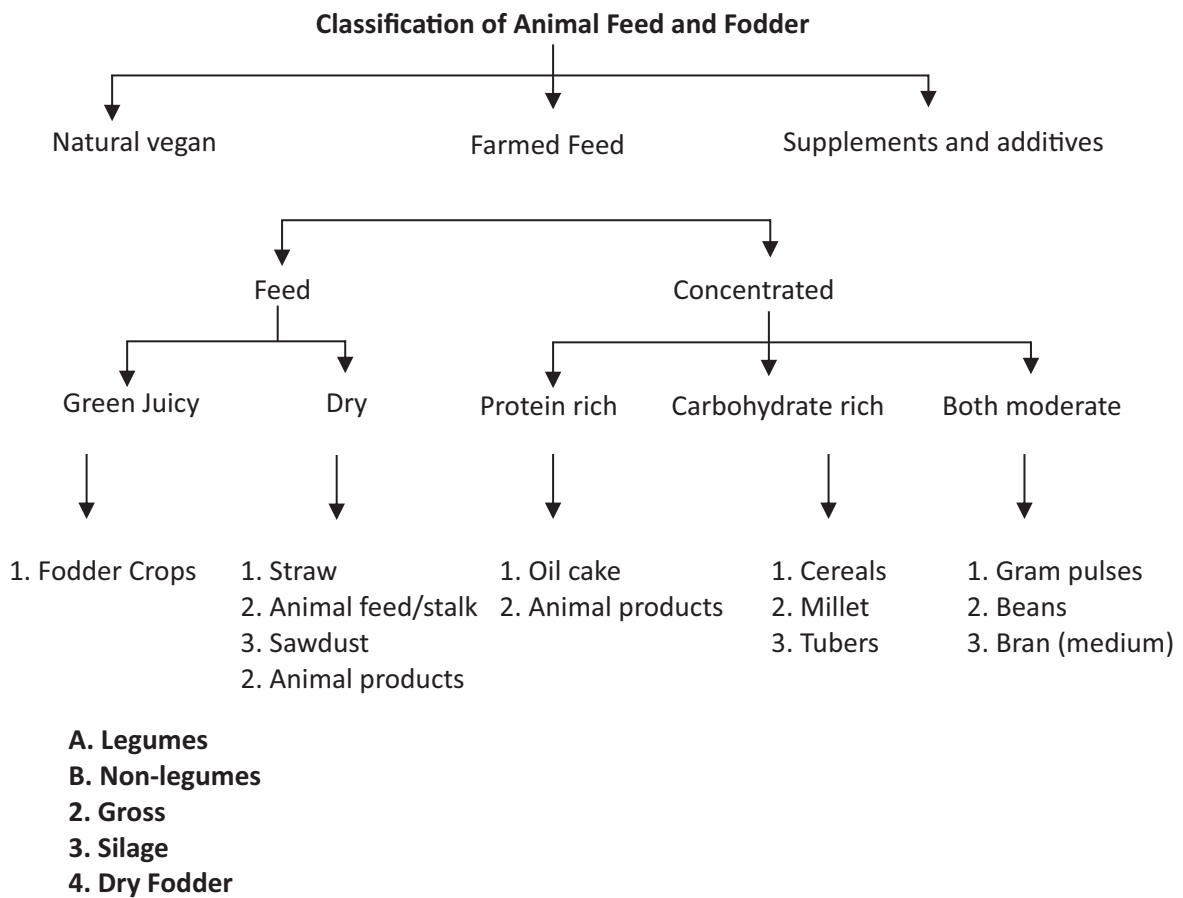 Classification of Animal Feed and Fodder
Natural vegan
Farmed Feed
Supplements and additives
Feed
Concentrated
Green Juicy
Dry
Protein rich
Carbohydrate rich
Both moderate
1. Fodder Crops
1. Straw
2. Animal feed/stalk
3. Sawdust
2. Animal products
1. Oil cake
2. Animal products
1. Cereals
2. Millet
3. Tubers
1. Gram pulses
2. Beans
3. Bran (medium)
A. Legumes
B. Non-legumes
2. Gross
3. Silage
4. Dry Fodder